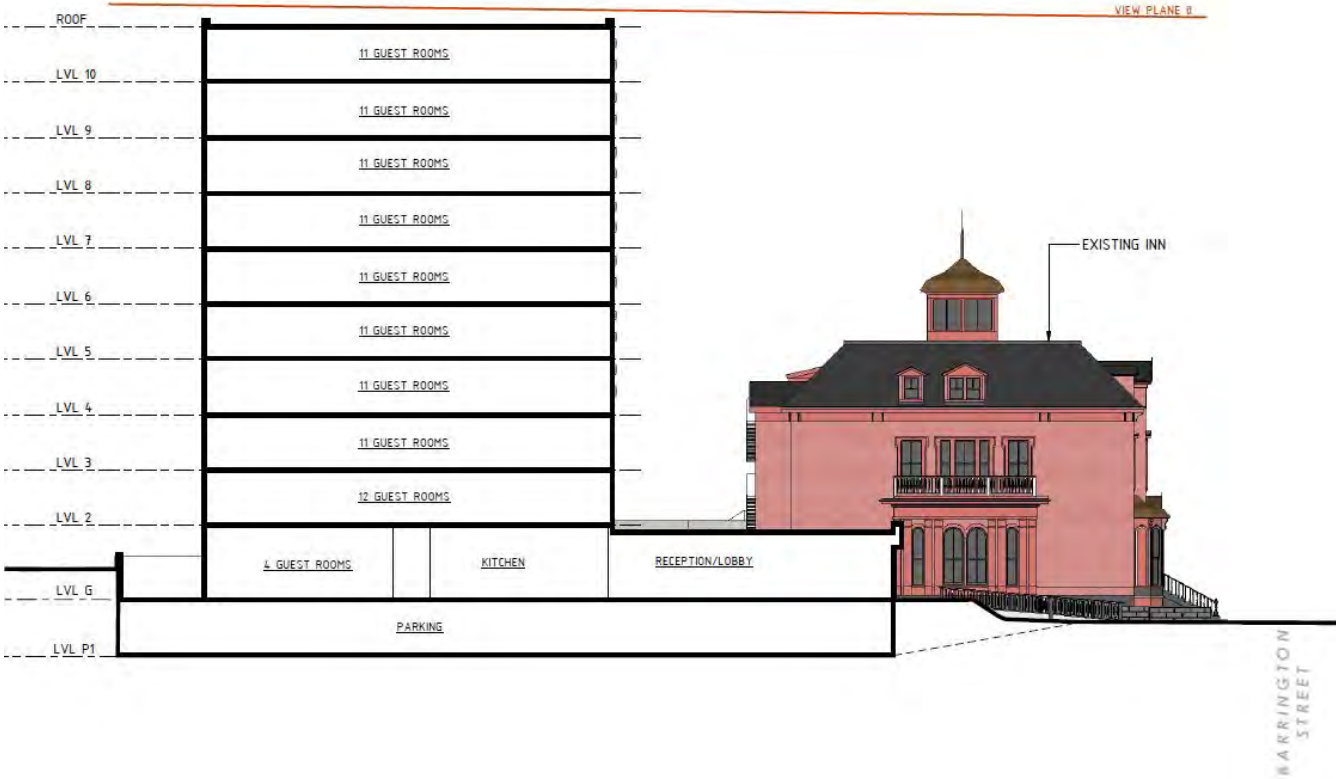 VIEW PLANE 8
ROOF
11 GUEST ROOMS
LVL 10
11 GUEST ROOMS
LVL 9
11 GUEST ROOMS
LVL 8
11 GUEST ROOMS
LVL 7
11 GUEST ROOMS
EXISTING INN
LVL 6
11 GUEST ROOMS
LVL 5
11 GUEST ROOMS
LVL 4
11 GUEST ROOMS
LVL 3
12 GUEST ROOMS
LVL 2
4 GUEST ROOMS
KITCHEN
RECEPTION/LOBBY
LVL G
PARKING
LVL P1
BARRINGTON
STREET